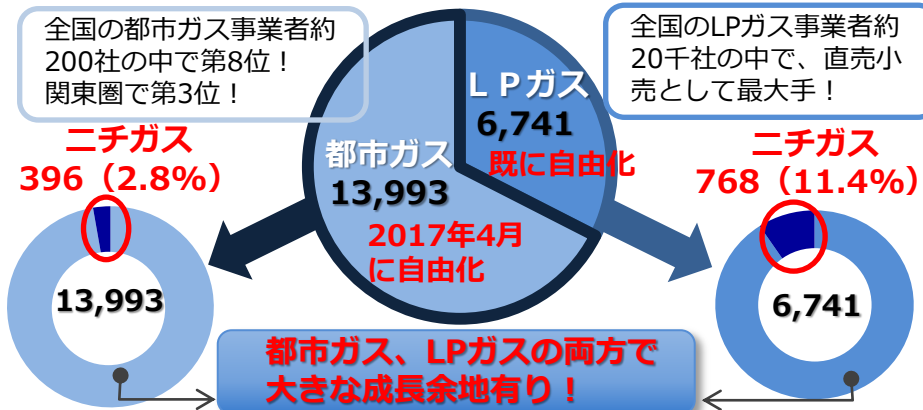 全国の都市ガス事業者約
200社の中で第8位！
関東圏で第3位！
全国のLPガス事業者約
20千社の中で、直売小
売として最大手！
ＬＰガス
6,741
既に自由化
都市ガス
13,993
2017年4月
に自由化
ニチガス
396（2.8%）
13,993
ニチガス
768（11.4%）
6,741
都市ガス、LPガスの両方で
大きな成長余地有り！